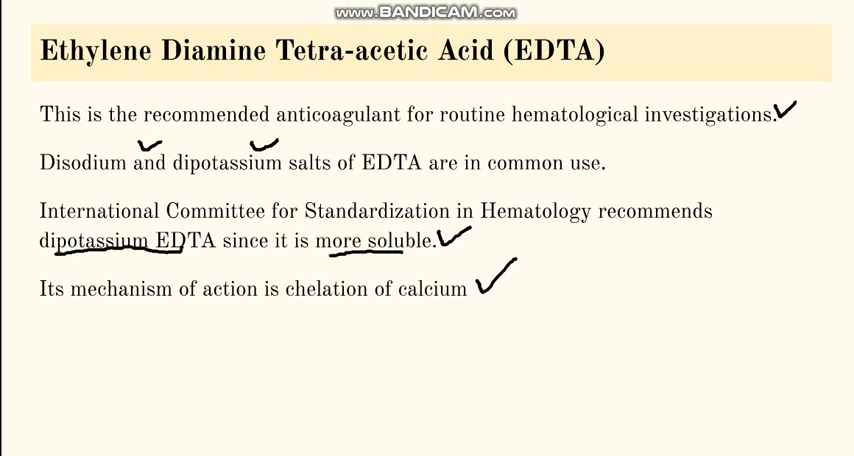 www.BANDICAM.com
Ethylene Diamine Tetra-acetic Acid (EDTA)
This is the recommended anticoagulant for routine hematological investigations.
Disodium and dipotassium salts of EDTA are in common use.
International Committee for Standardization in Hematology recommends
dipotassium EDTA since it is more soluble.
Its mechanism of action is chelation of calcium